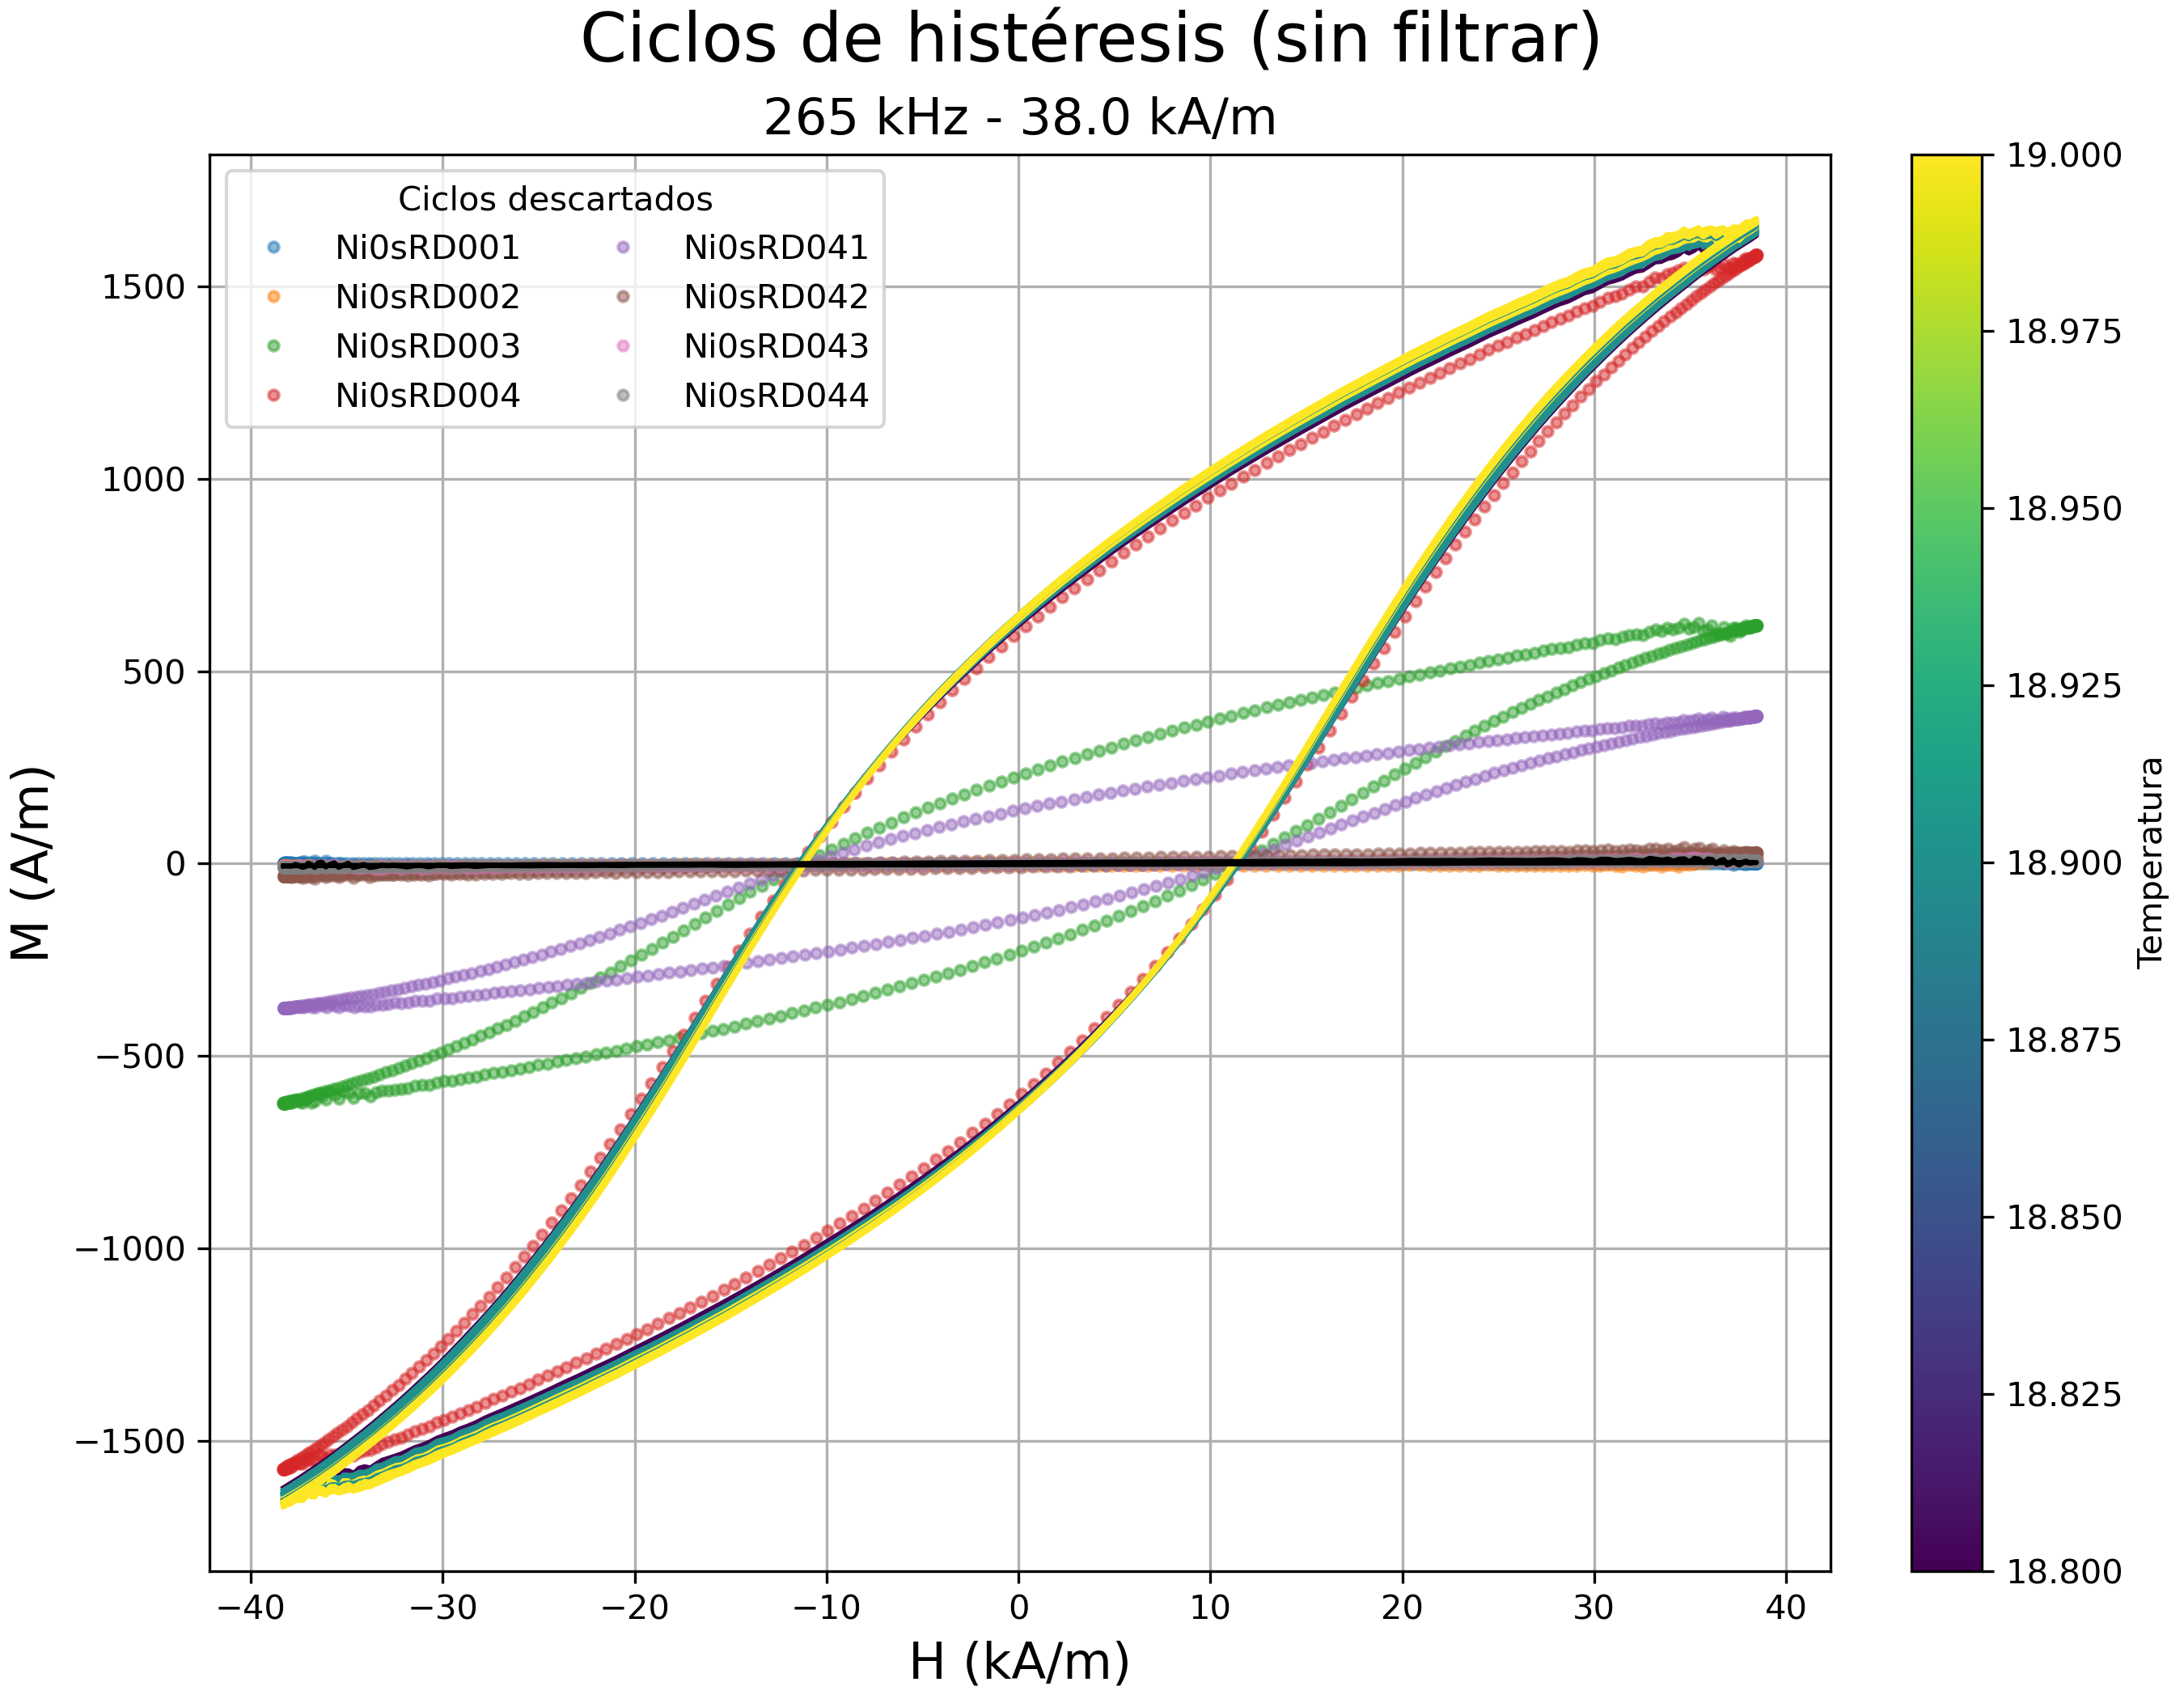 Ciclos de histéresis (sin filtrar)
265 kHz - 38.0 kA/m
Ciclos descartados
Ni0sRD001
Ni0sRD002
Ni0sRD003
Ni0sRD004
Ni0sRD041
Ni0sRD042
Ni0sRD043
Ni0sRD044
M (A/m)
1500
1000
500
0
−500
−1000
−1500
−40
−30
−20
−10
0
10
20
30
40
H (kA/m)
19.000
18.975
18.950
18.925
18.900
18.875
18.850
18.825
18.800
Temperatura